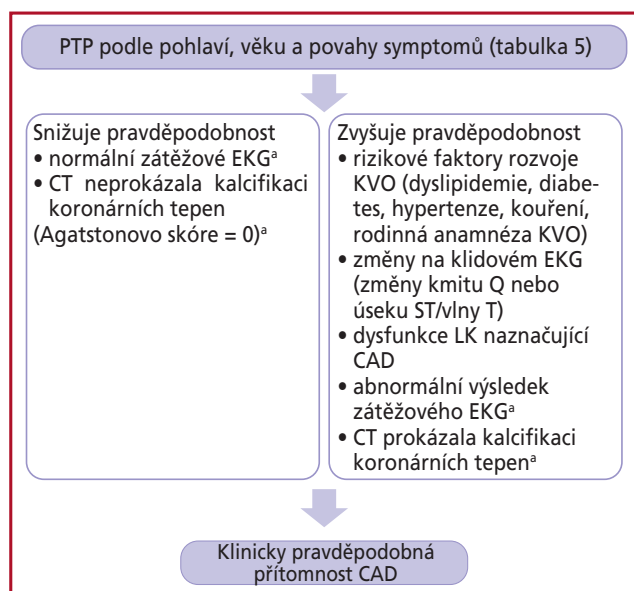 PTP podle pohlaví, věku a povahy symptomů (tabulka 5)
Snižuje pravděpodobnost
• normální zátěžové EKGᵃ
• CT neprokázala kalcifikaci
koronárních tepen
(Agatstonovo skóre = 0)ᵃ
Zvyšuje pravděpodobnost
• rizikové faktory rozvoje
KVO (dyslipidemie, diabe-
tes, hypertenze, kouření,
rodinná anamnéza KVO)
• změny na klidovém EKG
(změny kmitu Q nebo
úseku ST/vlny T)
• dysfunkce LK naznačující
CAD
• abnormální výsledek
zátěžového EKGᵃ
• CT prokázala kalcifikaci
koronárních tepenᵃ
Klinicky pravděpodobná
přítomnost CAD